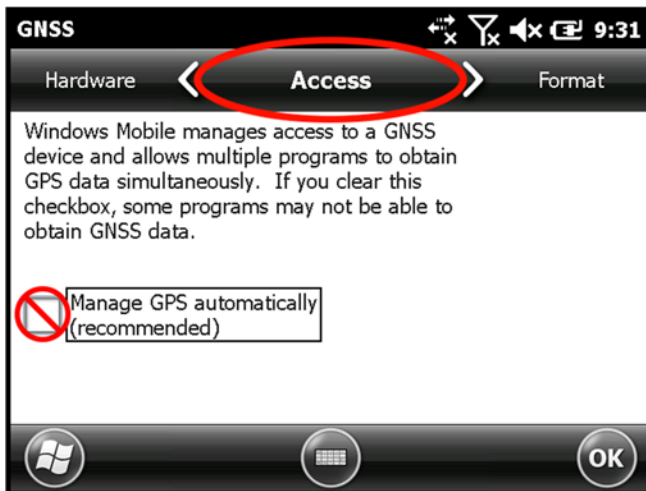 GNSS 9:31
Hardware Access Format
Windows Mobile manages access to a GNSS
device and allows multiple programs to obtain
GPS data simultaneously. If you clear this
checkbox, some programs may not be able to
obtain GNSS data.
Manage GPS automatically
(recommended)
OK